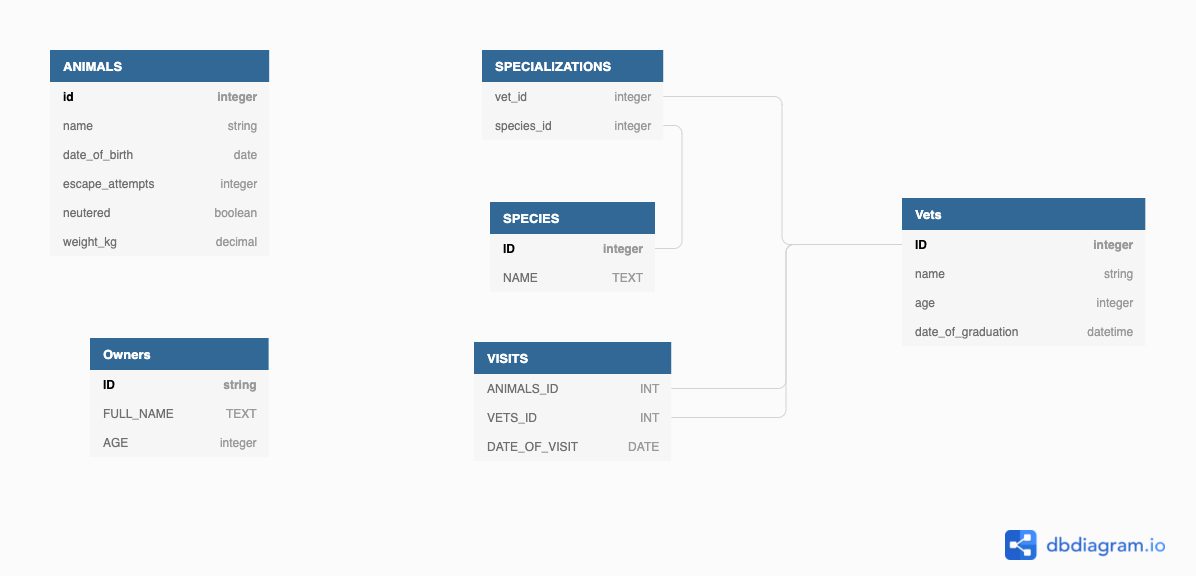 ANIMALS
id integer
name string
date_of_birth date
escape_attempts integer
neutered boolean
weight_kg decimal
Owners
ID string
FULL_NAME TEXT
AGE integer
SPECIALIZATIONS
vet_id integer
species_id integer
SPECIES
ID integer
NAME TEXT
VISITS
ANIMALS_ID INT
VETS_ID INT
DATE_OF_VISIT DATE
Vets
ID integer
name string
age integer
date_of_graduation datetime
dbdiagram.io